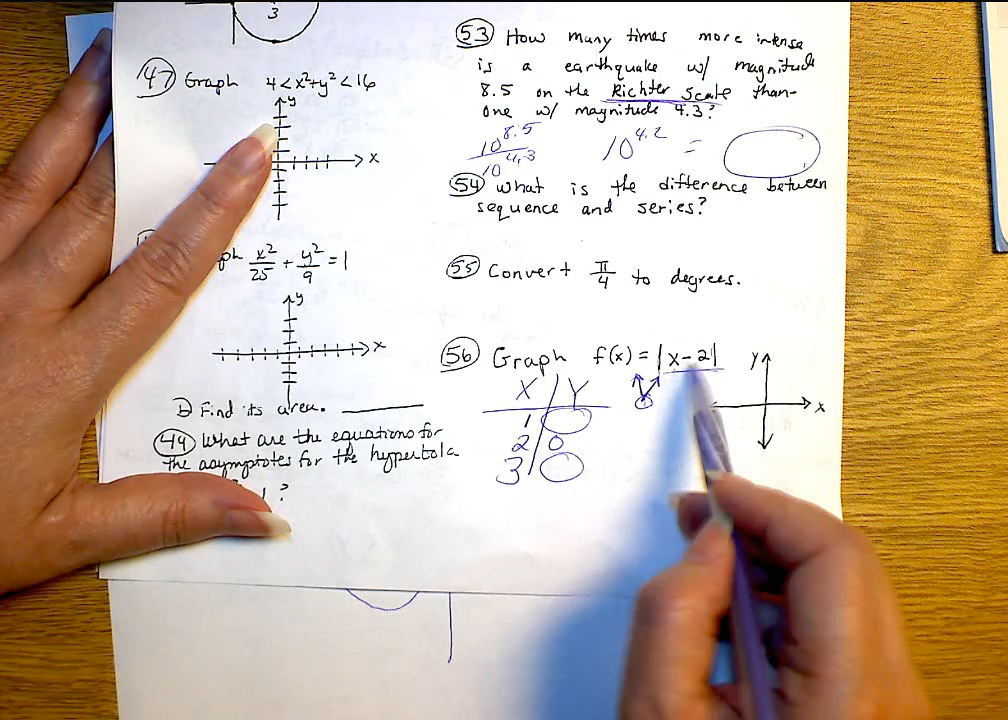 3
47 Graph 4 < x² + y² < 16
y
x
ph x²/25 + y²/9 = 1
y
x
b Find its area.
49 What are the equations for
the asymptotes for the hyperbola
1?
53 How many times more intense
is a earthquake w/ magnitude
8.5 on the Richter Scale than
one w/ magnitude 4.3?
10^8.5 / 10^4.3 10^4.2 =
54 What is the difference between
sequence and series?
55 Convert π/4 to degrees.
56 Graph f(x) = |x-2|
y
x
X Y
1
2 0
3